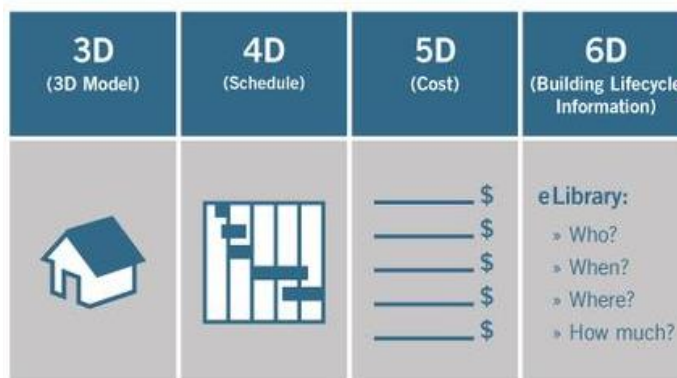 3D
(3D Model)
4D
(Schedule)
5D
(Cost)
6D
(Building Lifecycle
Information)
$
$
$
$
$
eLibrary:
» Who?
» When?
» Where?
» How much?